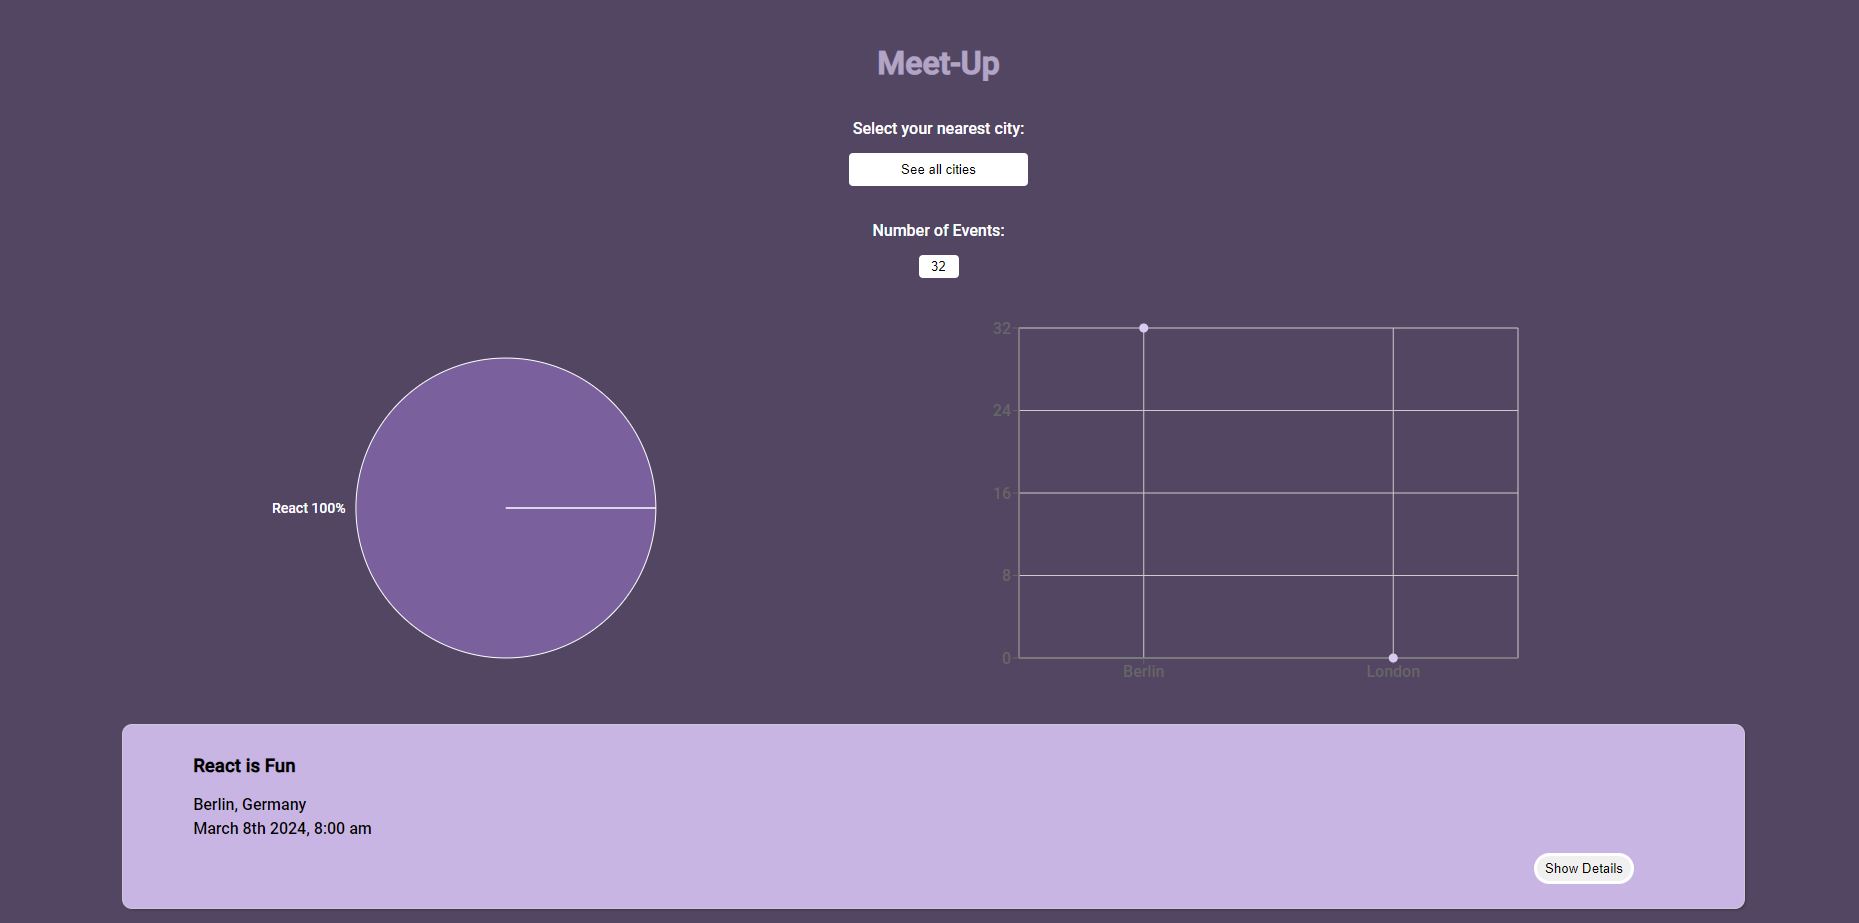 Meet-Up
Select your nearest city:
See all cities
Number of Events:
32
React 100%
32
24
16
8
0
Berlin
London
React is Fun
Berlin, Germany
March 8th 2024, 8:00 am
Show Details